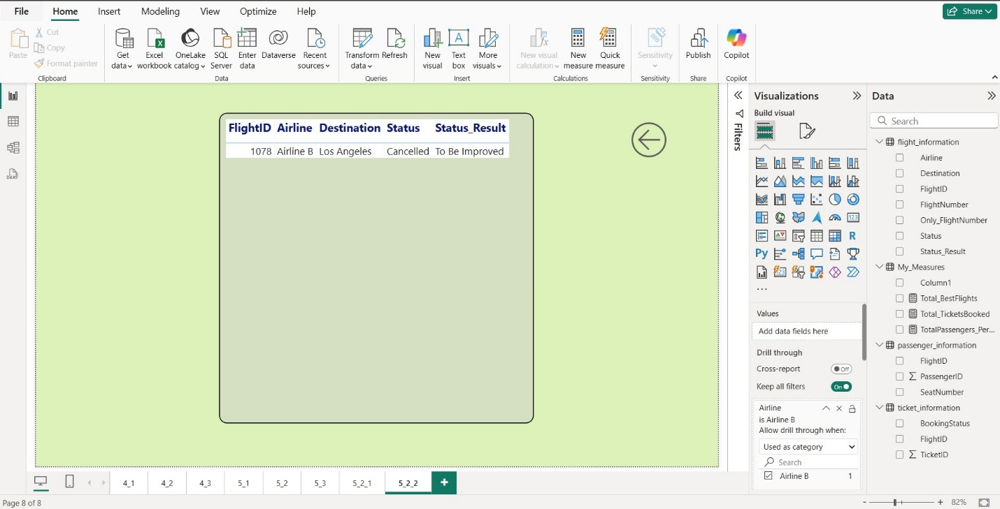 File Home Insert Modeling View Optimize Help Share
Paste
Cut
Copy
Format painter
Clipboard
Get data
Excel workbook
OneLake catalog
SQL Server
Enter data
Dataverse
Recent sources
Data
Transform data
Refresh
Queries
New visual
Text box
More visuals
Insert
New visual calculation
New measure
Quick measure
Calculations
Sensitivity
Sensitivity
Publish
Share
Copilot
Copilot
FlightID Airline Destination Status Status_Result
1078 Airline B Los Angeles Cancelled To Be Improved
Filters
Visualizations
Build visual
Values
Add data fields here
Drill through
Cross-report Off
Keep all filters On
Airline
is Airline B
Allow drill through when:
Used as category
Search
Airline B 1
Data
Search
flight_information
Airline
Destination
FlightID
FlightNumber
Only_FlightNumber
Status
Status_Result
My_Measures
Column1
Total_BestFlights
Total_TicketsBooked
TotalPassengers_Per...
passenger_information
FlightID
PassengerID
SeatNumber
ticket_information
BookingStatus
FlightID
TicketID
4_1 4_2 4_3 5_1 5_2 5_3 5_2_1 5_2_2 +
Page 8 of 8
- + 82%